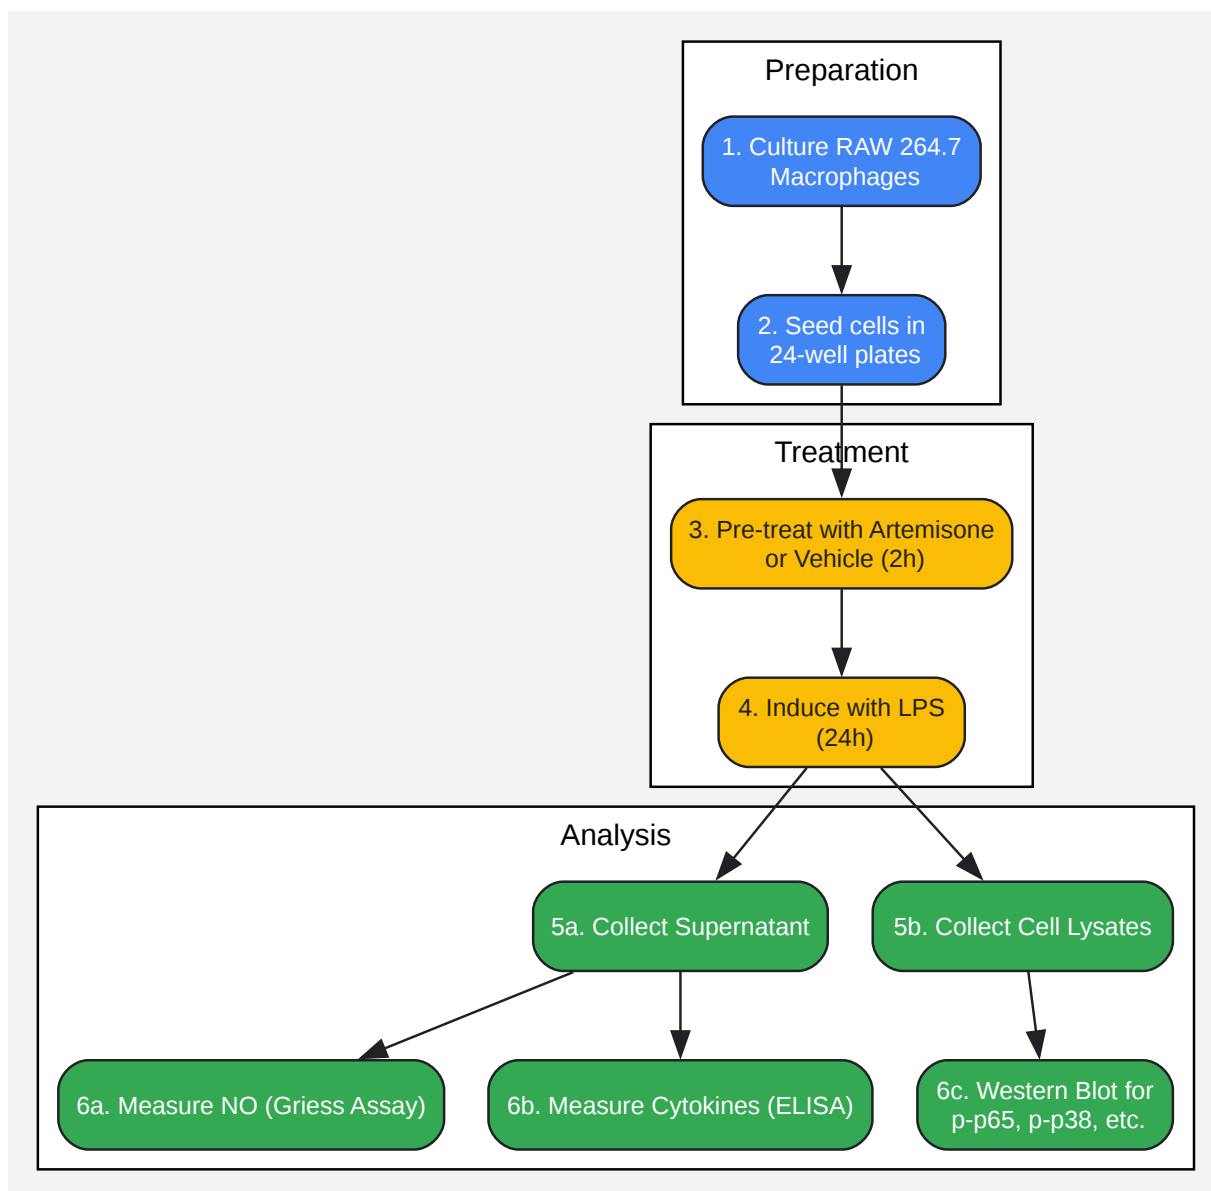 Preparation
1. Culture RAW 264.7
Macrophages
2. Seed cells in
24-well plates
Treatment
3. Pre-treat with Artemisone
or Vehicle (2h)
4. Induce with LPS
(24h)
Analysis
5a. Collect Supernatant
5b. Collect Cell Lysates
6a. Measure NO (Griess Assay)
6b. Measure Cytokines (ELISA)
6c. Western Blot for
p-p65, p-p38, etc.